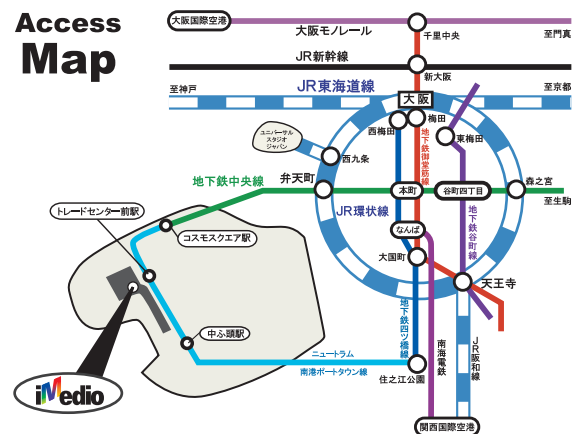 Access
Map
大阪国際空港
大阪モノレール
千里中央
至門真
JR新幹線
新大阪
至神戸
JR東海道線
至京都
大阪
梅田
西梅田
東梅田
ユニバーサル
スタジオ
ジャパン
西九条
地下鉄御堂筋線
地下鉄中央線
弁天町
本町
谷町四丁目
森之宮
至生駒
トレードセンター前駅
JR環状線
コスモスクエア駅
なんば
地下鉄谷町線
大国町
天王寺
地下鉄四ツ橋線
中ふ頭駅
南海電鉄
JR阪和線
ニュートラム
南港ポートタウン線
住之江公園
iMedio
関西国際空港